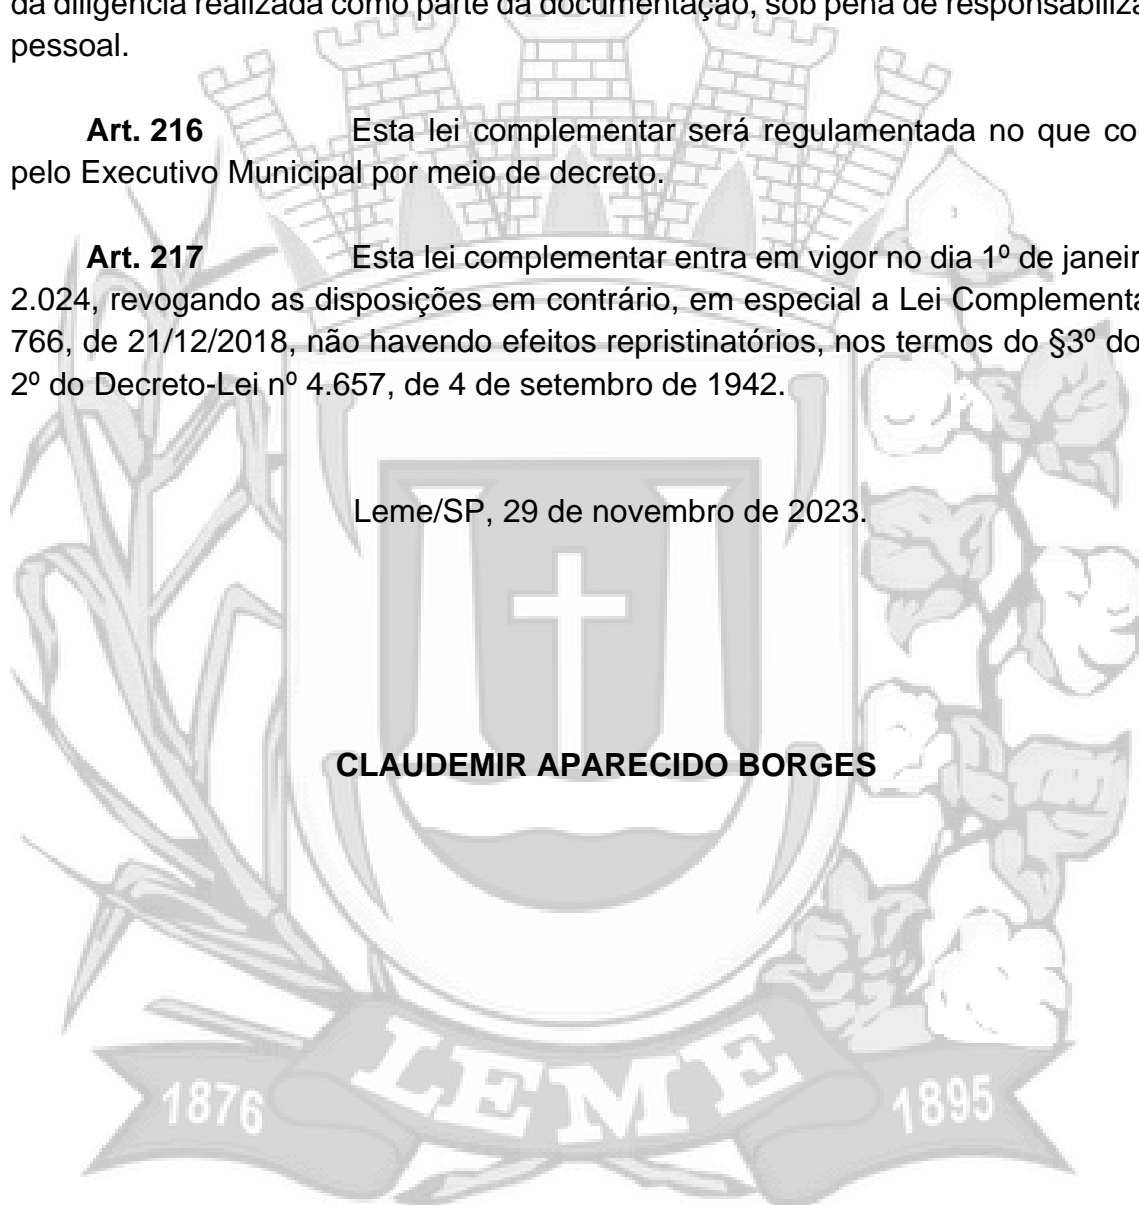 da diligência realizada como parte da documentação, sob pena de responsabiliza
pessoal.
Art. 216 Esta lei complementar será regulamentada no que co
pelo Executivo Municipal por meio de decreto.
Art. 217 Esta lei complementar entra em vigor no dia 1º de janeir
2.024, revogando as disposições em contrário, em especial a Lei Complementa
766, de 21/12/2018, não havendo efeitos repristinatórios, nos termos do §3º do
2º do Decreto-Lei nº 4.657, de 4 de setembro de 1942.
Leme/SP, 29 de novembro de 2023.
CLAUDEMIR APARECIDO BORGES
LEME
1876 1895